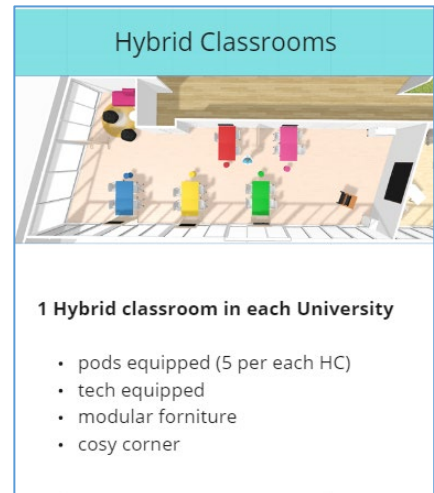 Hybrid Classrooms
1 Hybrid classroom in each University
• pods equipped (5 per each HC)
• tech equipped
• modular forniture
• cosy corner